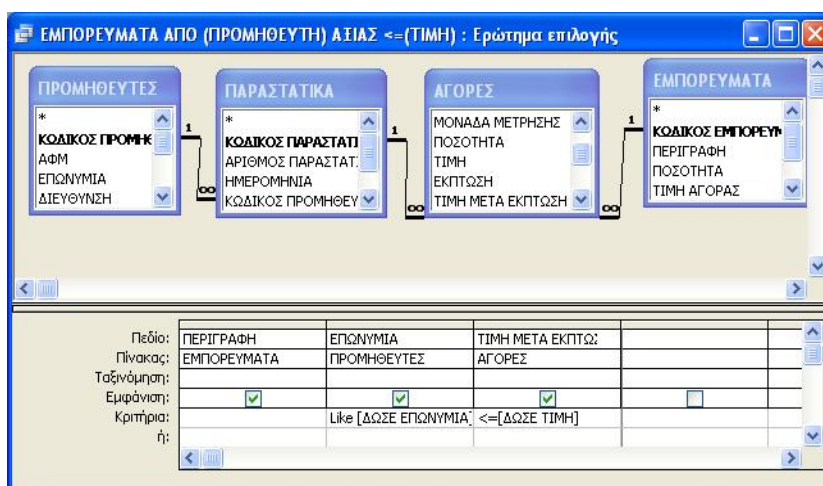 ΕΜΠΟΡΕΥΜΑΤΑ ΑΠΟ (ΠΡΟΜΗΘΕΥΤΗ) ΑΞΙΑΣ <=(ΤΙΜΗ) : Ερώτημα επιλογής
ΠΡΟΜΗΘΕΥΤΕΣ
*
ΚΩΔΙΚΟΣ ΠΡΟΜΗΘ
ΑΦΜ
ΕΠΩΝΥΜΙΑ
ΔΙΕΥΘΥΝΣΗ
1
∞
ΠΑΡΑΣΤΑΤΙΚΑ
*
ΚΩΔΙΚΟΣ ΠΑΡΑΣΤΑΤΙ
ΑΡΙΘΜΟΣ ΠΑΡΑΣΤΑΤ
ΗΜΕΡΟΜΗΝΙΑ
ΚΩΔΙΚΟΣ ΠΡΟΜΗΘΕΥ
1
∞
ΑΓΟΡΕΣ
ΜΟΝΑΔΑ ΜΕΤΡΗΣΗΣ
ΠΟΣΟΤΗΤΑ
ΤΙΜΗ
ΕΚΠΤΩΣΗ
ΤΙΜΗ ΜΕΤΑ ΕΚΠΤΩΣΗ
1
∞
ΕΜΠΟΡΕΥΜΑΤΑ
*
ΚΩΔΙΚΟΣ ΕΜΠΟΡΕΥΜ
ΠΕΡΙΓΡΑΦΗ
ΠΟΣΟΤΗΤΑ
ΤΙΜΗ ΑΓΟΡΑΣ
Πεδίο: ΠΕΡΙΓΡΑΦΗ ΕΠΩΝΥΜΙΑ ΤΙΜΗ ΜΕΤΑ ΕΚΠΤΩΣ
Πίνακας: ΕΜΠΟΡΕΥΜΑΤΑ ΠΡΟΜΗΘΕΥΤΕΣ ΑΓΟΡΕΣ
Ταξινόμηση:
Εμφάνιση:
Κριτήρια: Like [ΔΩΣΕ ΕΠΩΝΥΜΙΑ] <=[ΔΩΣΕ ΤΙΜΗ]
ή: